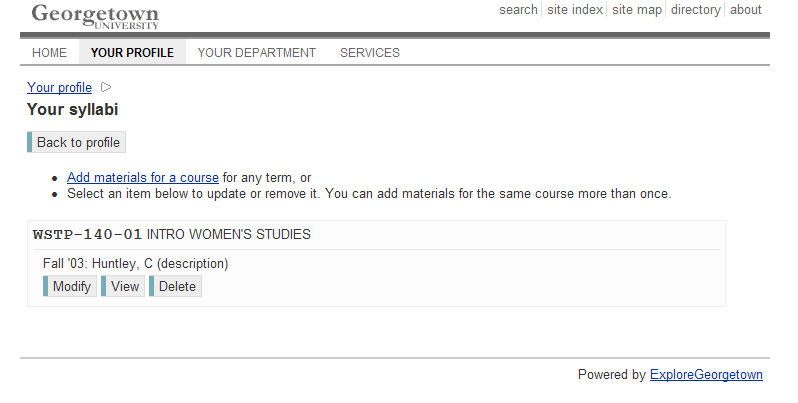 Georgetown
UNIVERSITY
search site index site map directory about
HOME YOUR PROFILE YOUR DEPARTMENT SERVICES
Your profile
Your syllabi
Back to profile
Add materials for a course for any term, or
Select an item below to update or remove it. You can add materials for the same course more than once.
WSTP-140-01 INTRO WOMEN'S STUDIES
Fall '03: Huntley, C (description)
Modify View Delete
Powered by ExploreGeorgetown